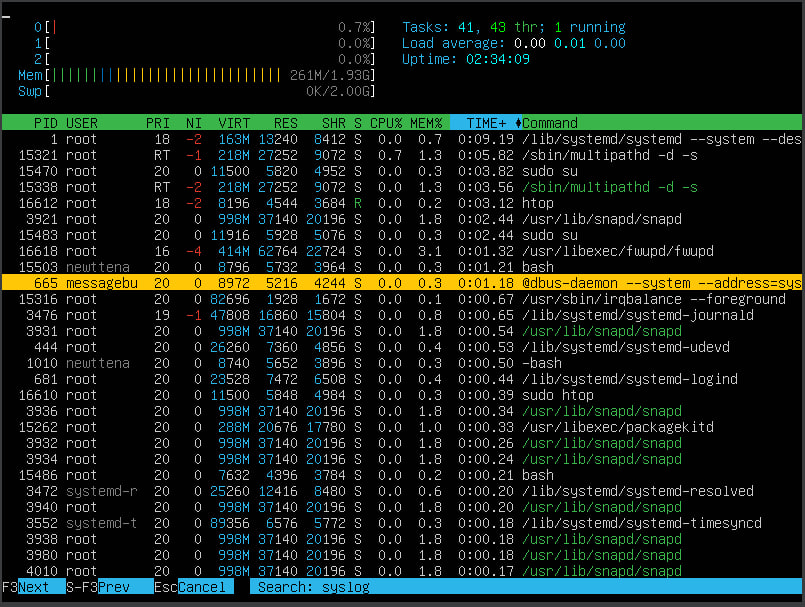 0[| 0.7%] Tasks: 41, 43 thr; 1 running
1[ 0.0%] Load average: 0.00 0.01 0.00
2[ 0.0%] Uptime: 02:34:09
Mem[|||||||||||||||||||||||||||||261M/1.93G]
Swp[ 0K/2.00G]
PID USER PRI NI VIRT RES SHR S CPU% MEM% TIME+ Command
1 root 18 -2 163M 13240 8412 S 0.0 0.7 0:09.19 /lib/systemd/systemd --system --des
15321 root RT -1 218M 27252 9072 S 0.7 1.3 0:05.82 /sbin/multipathd -d -s
15470 root 20 0 11500 5820 4952 S 0.0 0.3 0:03.82 sudo su
15338 root RT -2 218M 27252 9072 S 0.0 1.3 0:03.56 /sbin/multipathd -d -s
16612 root 18 -2 8196 4544 3684 R 0.0 0.2 0:03.12 htop
3921 root 20 0 998M 37140 20196 S 0.0 1.8 0:02.44 /usr/lib/snapd/snapd
15483 root 20 0 11916 5928 5076 S 0.0 0.3 0:02.44 sudo su
16618 root 16 -4 414M 62764 22724 S 0.0 3.1 0:01.32 /usr/libexec/fwupd/fwupd
15503 newttena 20 0 8796 5732 3964 S 0.0 0.3 0:01.21 bash
665 messagebu 20 0 8972 5216 4244 S 0.0 0.3 0:01.18 @dbus-daemon --system --address=sys
15316 root 20 0 82696 1928 1672 S 0.0 0.1 0:00.67 /usr/sbin/irqbalance --foreground
3476 root 19 -1 47808 16860 15804 S 0.0 0.8 0:00.65 /lib/systemd/systemd-journald
3931 root 20 0 998M 37140 20196 S 0.0 1.8 0:00.54 /usr/lib/snapd/snapd
444 root 20 0 26260 7360 4856 S 0.0 0.4 0:00.53 /lib/systemd/systemd-udevd
1010 newttena 20 0 8740 5652 3896 S 0.0 0.3 0:00.50 -bash
681 root 20 0 23528 7472 6508 S 0.0 0.4 0:00.44 /lib/systemd/systemd-logind
16610 root 20 0 11500 5848 4984 S 0.0 0.3 0:00.39 sudo htop
3936 root 20 0 998M 37140 20196 S 0.0 1.8 0:00.34 /usr/lib/snapd/snapd
15262 root 20 0 288M 20676 17780 S 0.0 1.0 0:00.33 /usr/libexec/packagekitd
3932 root 20 0 998M 37140 20196 S 0.0 1.8 0:00.26 /usr/lib/snapd/snapd
3934 root 20 0 998M 37140 20196 S 0.0 1.8 0:00.24 /usr/lib/snapd/snapd
15486 root 20 0 7632 4396 3784 S 0.0 0.2 0:00.21 bash
3472 systemd-r 20 0 25260 12416 8480 S 0.0 0.6 0:00.20 /lib/systemd/systemd-resolved
3940 root 20 0 998M 37140 20196 S 0.0 1.8 0:00.20 /usr/lib/snapd/snapd
3552 systemd-t 20 0 89356 6576 5772 S 0.0 0.3 0:00.18 /lib/systemd/systemd-timesyncd
3938 root 20 0 998M 37140 20196 S 0.0 1.8 0:00.18 /usr/lib/snapd/snapd
3980 root 20 0 998M 37140 20196 S 0.0 1.8 0:00.18 /usr/lib/snapd/snapd
4010 root 20 0 998M 37140 20196 S 0.0 1.8 0:00.17 /usr/lib/snapd/snapd
F3Next S-F3Prev EscCancel Search: syslog